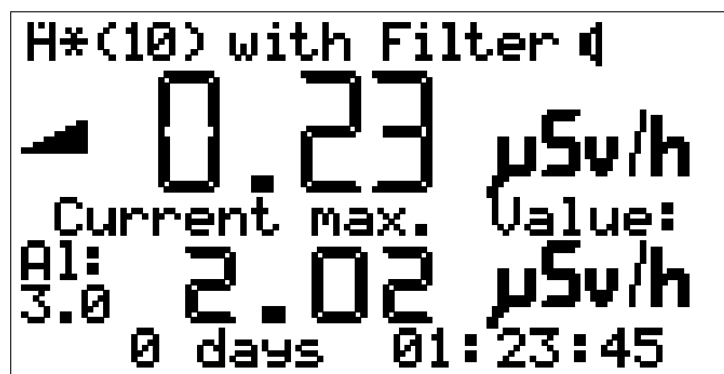 Ḣ*(10) with Filter
0.23 µSv/h
Current max. Value:
Al: 3.0 2.02 µSv/h
0 days 01:23:45